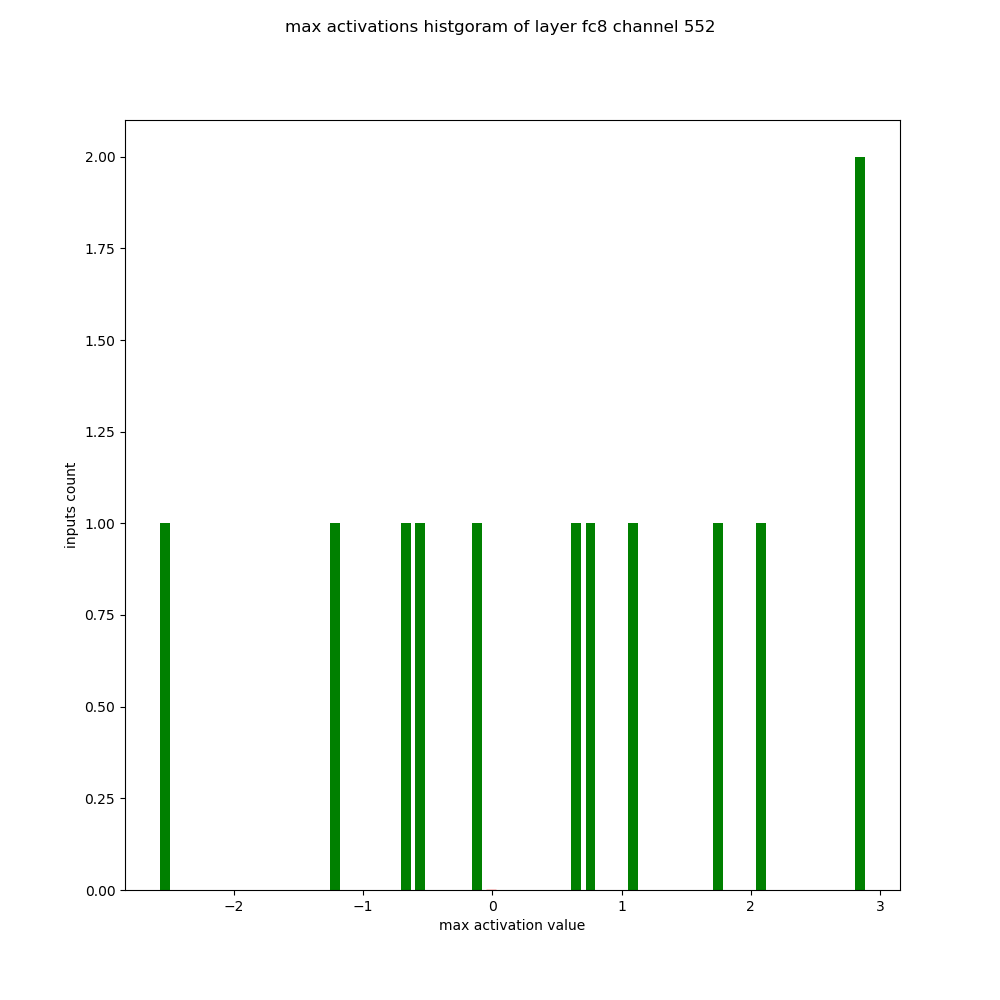 max activations histgoram of layer fc8 channel 552
2.00
1.75
1.50
1.25
1.00
0.75
0.50
0.25
0.00
inputs count
−2 −1 0 1 2 3
max activation value